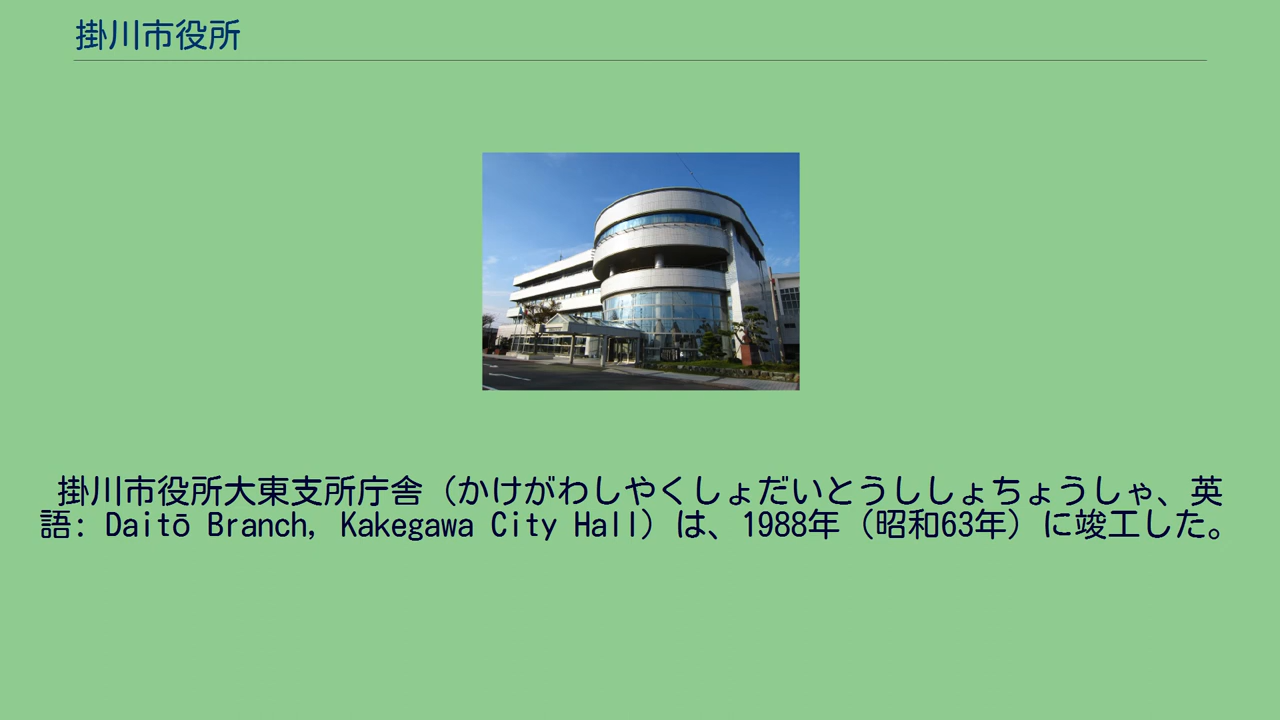 掛川市役所
掛川市役所大東支所庁舎（かけがわしやくしょだいとうししょちょうしゃ、英
語: Daitō Branch, Kakegawa City Hall）は、1988年（昭和63年）に竣工した。